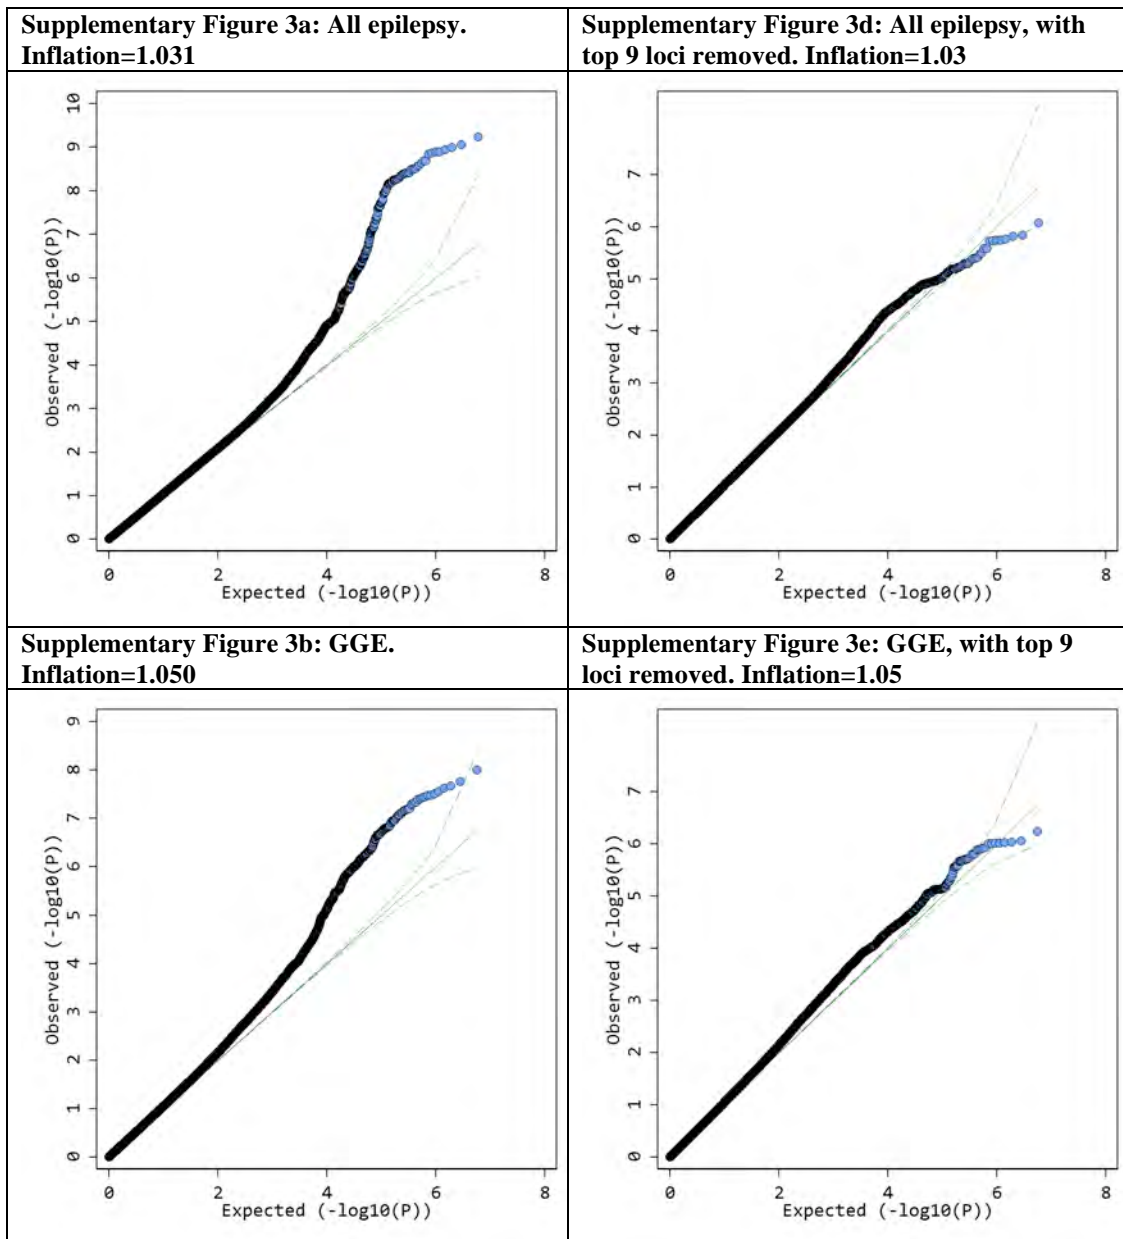 Supplementary Figure 3a: All epilepsy.
Inflation=1.031
Supplementary Figure 3d: All epilepsy, with
top 9 loci removed. Inflation=1.03
Observed (-log10(P))
10
9
8
7
6
5
4
3
2
1
0
0 2 4 6 8
Expected (-log10(P))
Observed (-log10(P))
7
6
5
4
3
2
1
0
0 2 4 6 8
Expected (-log10(P))
Supplementary Figure 3b: GGE.
Inflation=1.050
Supplementary Figure 3e: GGE, with top 9
loci removed. Inflation=1.05
Observed (-log10(P))
9
8
7
6
5
4
3
2
1
0
0 2 4 6 8
Expected (-log10(P))
Observed (-log10(P))
7
6
5
4
3
2
1
0
0 2 4 6 8
Expected (-log10(P))